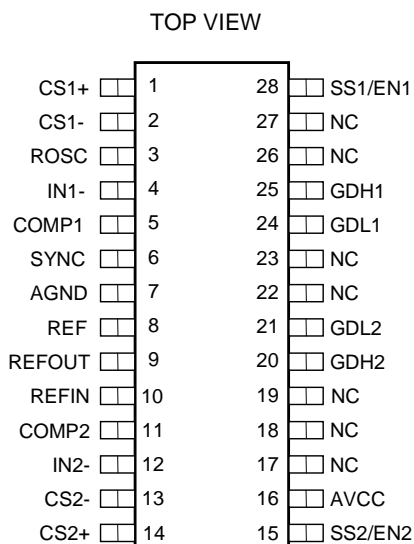 TOP VIEW
CS1+ 1 28 SS1/EN1
CS1- 2 27 NC
ROSC 3 26 NC
IN1- 4 25 GDH1
COMP1 5 24 GDL1
SYNC 6 23 NC
AGND 7 22 NC
REF 8 21 GDL2
REFOUT 9 20 GDH2
REFIN 10 19 NC
COMP2 11 18 NC
IN2- 12 17 NC
CS2- 13 16 AVCC
CS2+ 14 15 SS2/EN2